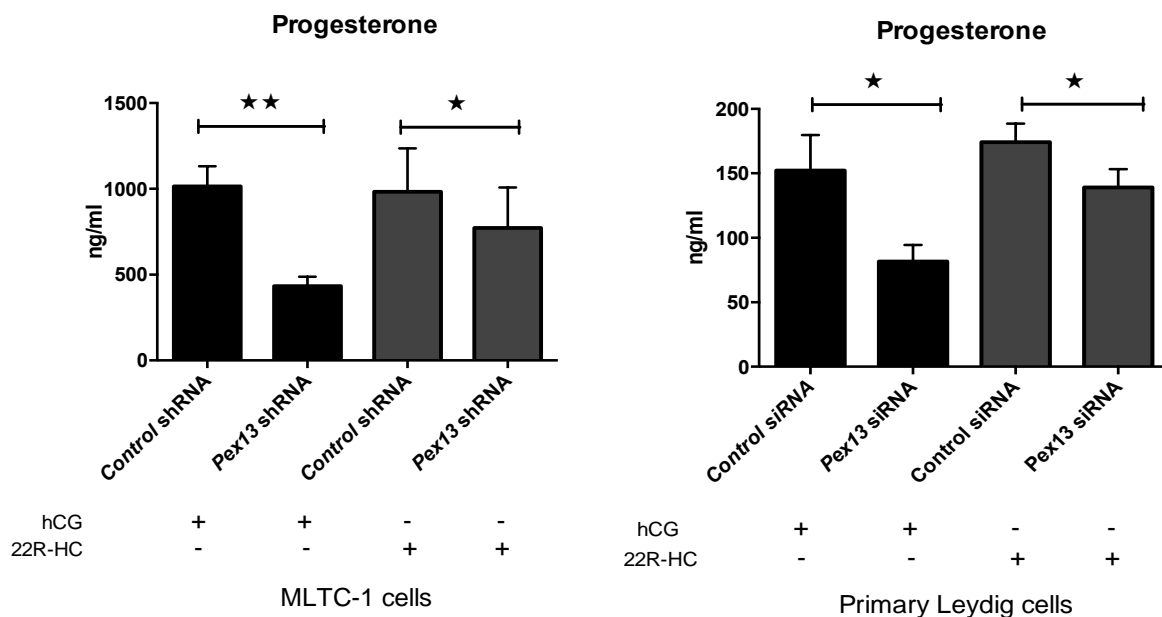 Progesterone
★★
★
1500
1000
500
0
ng/ml
Control shRNA
Pex13 shRNA
Control shRNA
Pex13 shRNA
hCG + + - -
22R-HC - - + +
MLTC-1 cells
Progesterone
★
★
200
150
100
50
0
ng/ml
Control siRNA
Pex13 siRNA
Control siRNA
Pex13 siRNA
hCG + + - -
22R-HC - - + +
Primary Leydig cells